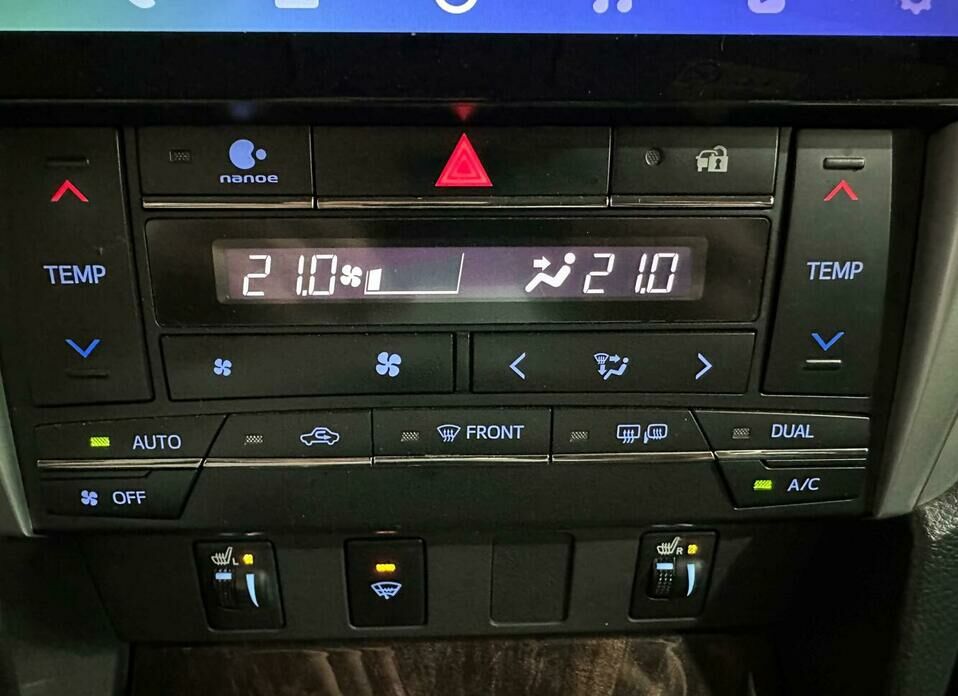 nanoe
TEMP
21.0
21.0
TEMP
AUTO
FRONT
DUAL
OFF
A/C
L
R